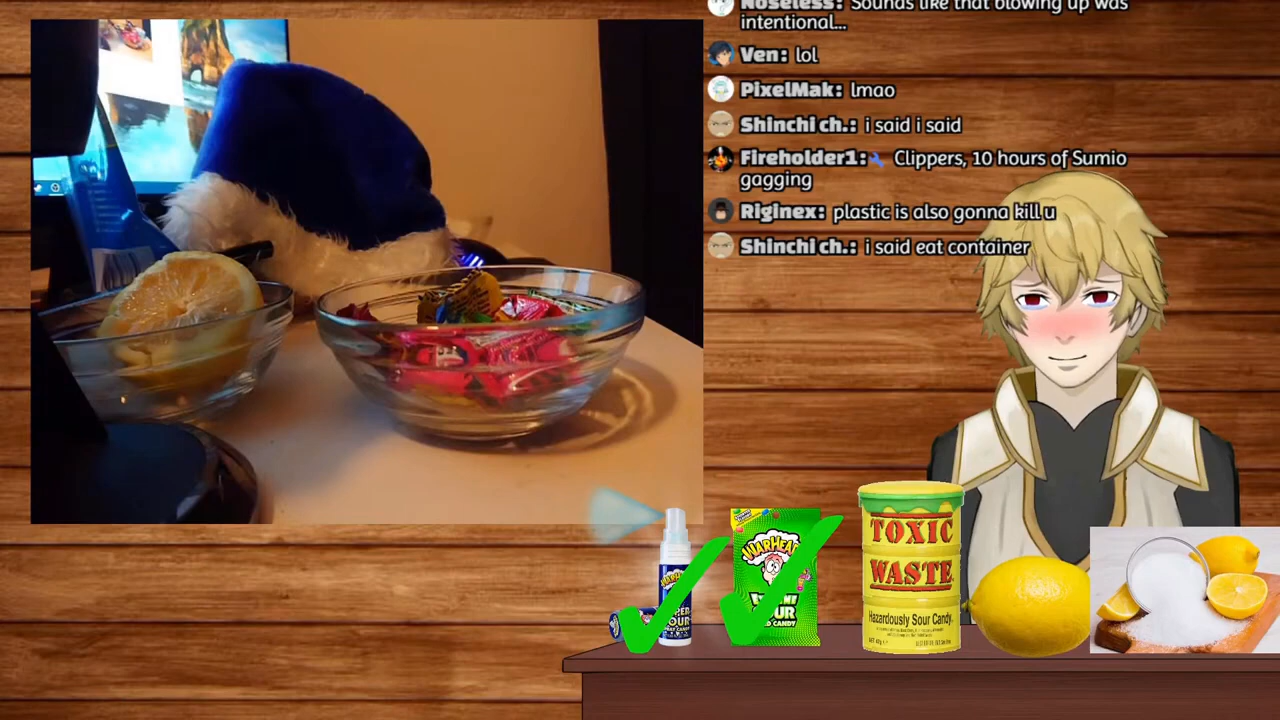 Noseless: Sounds like that blowing up was
intentional...
Ven: lol
PixelMak: lmao
Shinchi ch.: i said i said
Fireholder1: Clippers, 10 hours of Sumio
gagging
Riginex: plastic is also gonna kill u
Shinchi ch.: i said eat container
TOXIC
WASTE
Hazardously Sour Candy.
WARHEADS
SOUR
CANDY